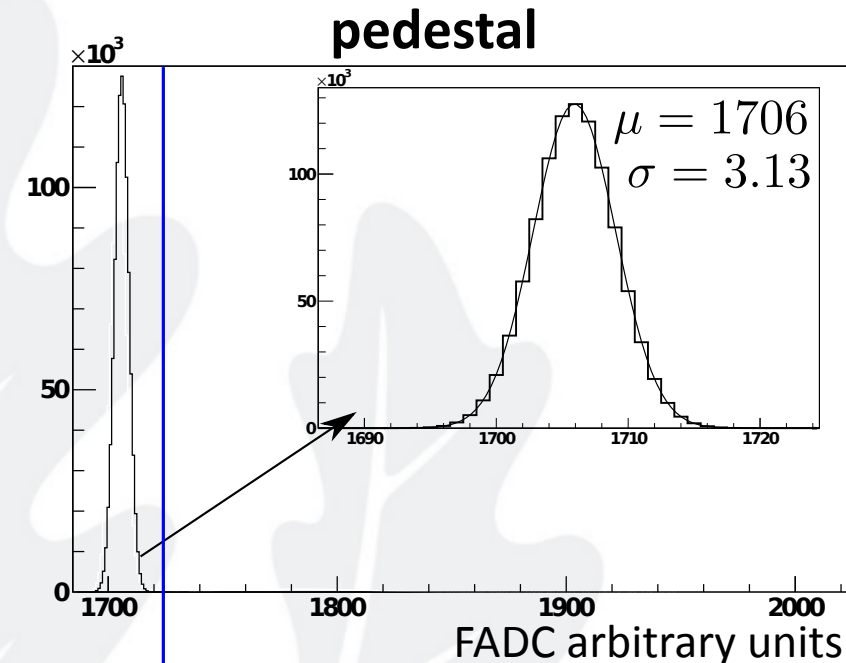 pedestal
×10³
100
50
0
1700 1800 1900 2000
FADC arbitrary units
×10³
100
50
0
1690 1700 1710 1720
μ = 1706
σ = 3.13